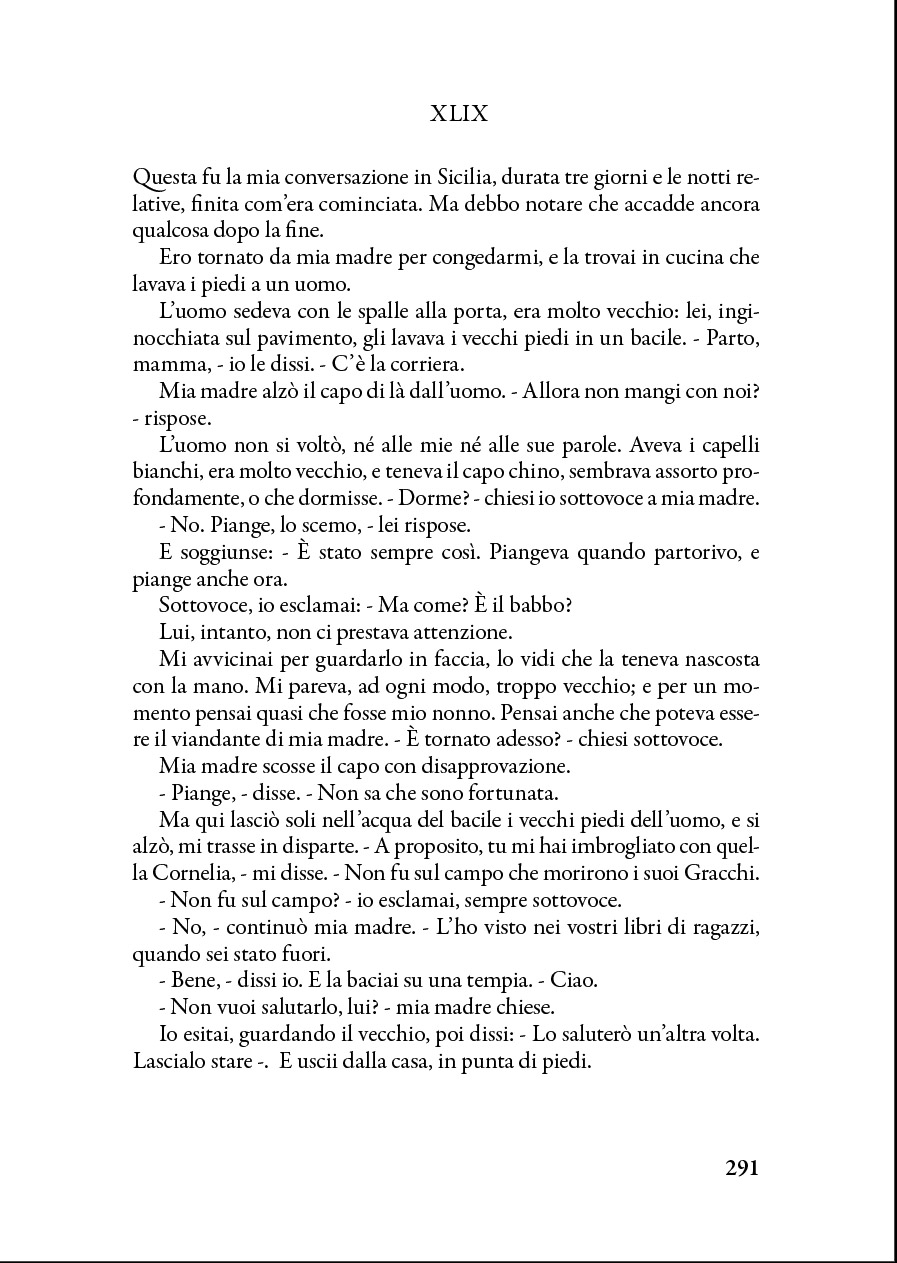 XLIX
Questa fu la mia conversazione in Sicilia, durata tre giorni e le notti re-
lative, finita com’era cominciata. Ma debbo notare che accadde ancora
qualcosa dopo la fine.
Ero tornato da mia madre per congedarmi, e la trovai in cucina che
lavava i piedi a un uomo.
L’uomo sedeva con le spalle alla porta, era molto vecchio: lei, ingi-
nocchiata sul pavimento, gli lavava i vecchi piedi in un bacile. - Parto,
mamma, - io le dissi. - C’è la corriera.
Mia madre alzò il capo di là dall’uomo. - Allora non mangi con noi?
- rispose.
L’uomo non si voltò, né alle mie né alle sue parole. Aveva i capelli
bianchi, era molto vecchio, e teneva il capo chino, sembrava assorto pro-
fondamente, o che dormisse. - Dorme? - chiesi io sottovoce a mia madre.
- No. Piange, lo scemo, - lei rispose.
E soggiunse: - È stato sempre così. Piangeva quando partorivo, e
piange anche ora.
Sottovoce, io esclamai: - Ma come? È il babbo?
Lui, intanto, non ci prestava attenzione.
Mi avvicinai per guardarlo in faccia, lo vidi che la teneva nascosta
con la mano. Mi pareva, ad ogni modo, troppo vecchio; e per un mo-
mento pensai quasi che fosse mio nonno. Pensai anche che poteva esse-
re il viandante di mia madre. - È tornato adesso? - chiesi sottovoce.
Mia madre scosse il capo con disapprovazione.
- Piange, - disse. - Non sa che sono fortunata.
Ma qui lasciò soli nell’acqua del bacile i vecchi piedi dell’uomo, e si
alzò, mi trasse in disparte. - A proposito, tu mi hai imbrogliato con quel-
la Cornelia, - mi disse. - Non fu sul campo che morirono i suoi Gracchi.
- Non fu sul campo? - io esclamai, sempre sottovoce.
- No, - continuò mia madre. - L’ho visto nei vostri libri di ragazzi,
quando sei stato fuori.
- Bene, - dissi io. E la baciai su una tempia. - Ciao.
- Non vuoi salutarlo, lui? - mia madre chiese.
Io esitai, guardando il vecchio, poi dissi: - Lo saluterò un’altra volta.
Lascialo stare -. E uscii dalla casa, in punta di piedi.
291